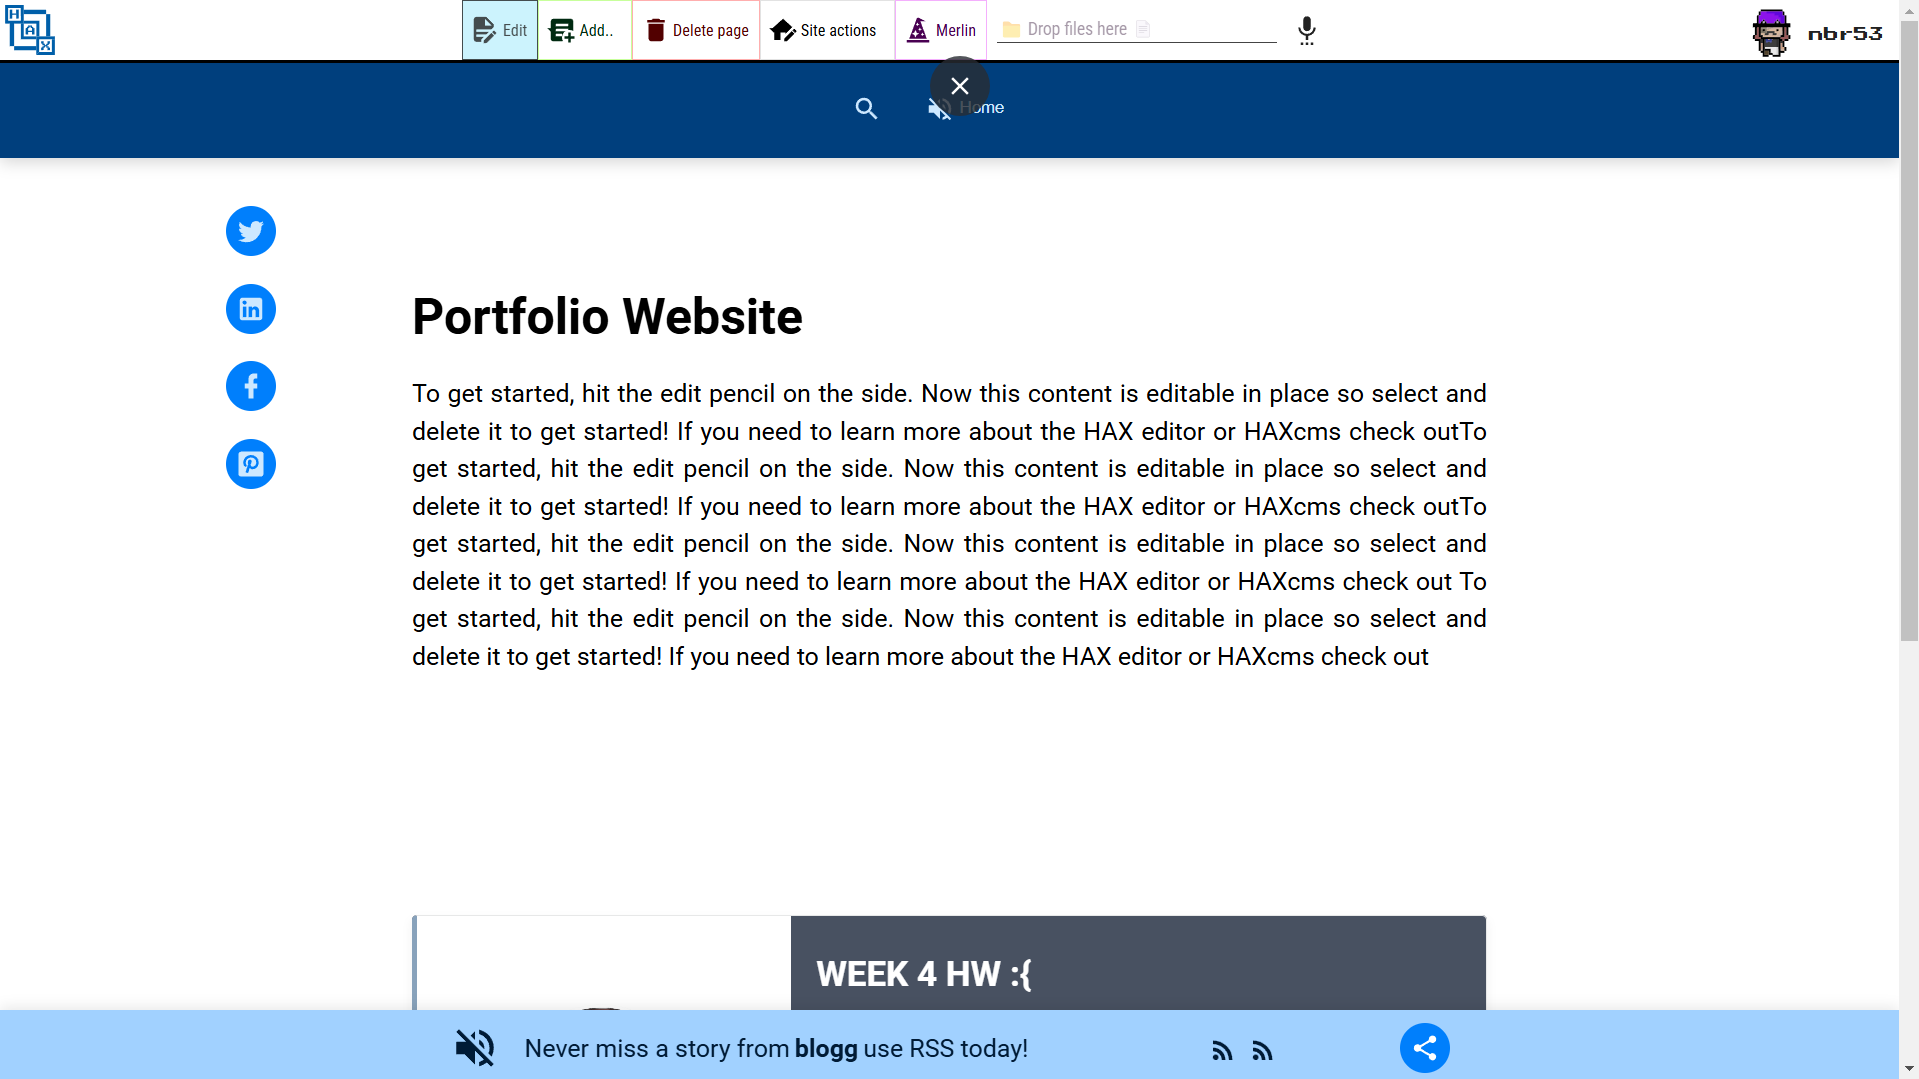 HAX
Edit
Add..
Delete page
Site actions
Merlin
Drop files here
nbr53
Home
Portfolio Website
To get started, hit the edit pencil on the side. Now this content is editable in place so select and
delete it to get started! If you need to learn more about the HAX editor or HAXcms check outTo
get started, hit the edit pencil on the side. Now this content is editable in place so select and
delete it to get started! If you need to learn more about the HAX editor or HAXcms check outTo
get started, hit the edit pencil on the side. Now this content is editable in place so select and
delete it to get started! If you need to learn more about the HAX editor or HAXcms check out To
get started, hit the edit pencil on the side. Now this content is editable in place so select and
delete it to get started! If you need to learn more about the HAX editor or HAXcms check out
WEEK 4 HW :{
Never miss a story from blogg use RSS today!